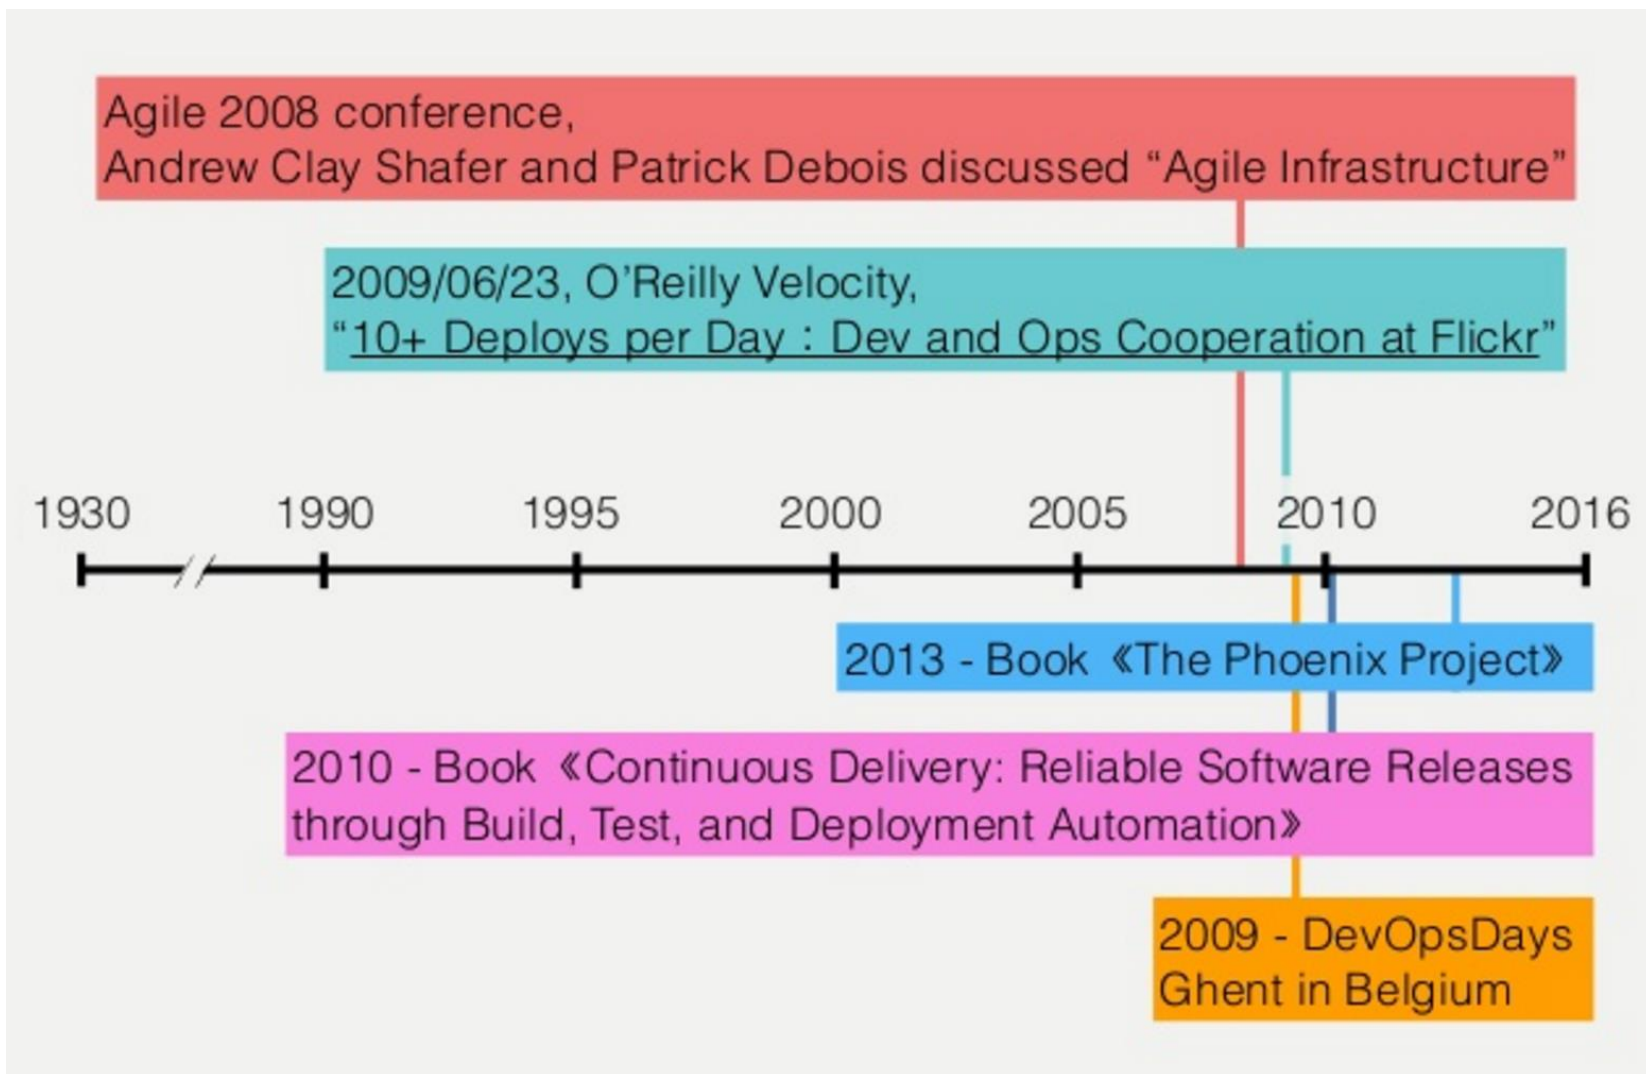 Agile 2008 conference,
Andrew Clay Shafer and Patrick Debois discussed “Agile Infrastructure”
2009/06/23, O’Reilly Velocity,
“10+ Deploys per Day : Dev and Ops Cooperation at Flickr”
1930 1990 1995 2000 2005 2010 2016
2013 - Book 《The Phoenix Project》
2010 - Book 《Continuous Delivery: Reliable Software Releases
through Build, Test, and Deployment Automation》
2009 - DevOpsDays
Ghent in Belgium